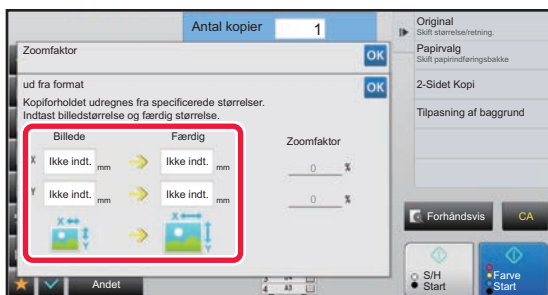 Antal kopier 1
Zoomfaktor OK
ud fra format OK
Kopiforholdet udregnes fra specificerede størrelser.
Indtast billedstørrelse og færdig størrelse.
Billede Færdig Zoomfaktor
X Ikke indt. mm Ikke indt. mm 0 %
Y Ikke indt. mm Ikke indt. mm 0 %
X Y X Y
Andet
4 A3
Original
Skift størrelse/retning.
Papirvalg
Skift papirindføringsbakke
2-Sidet Kopi
Tilpasning af baggrund
Forhåndsvis CA
S/H
Start
Farve
Start